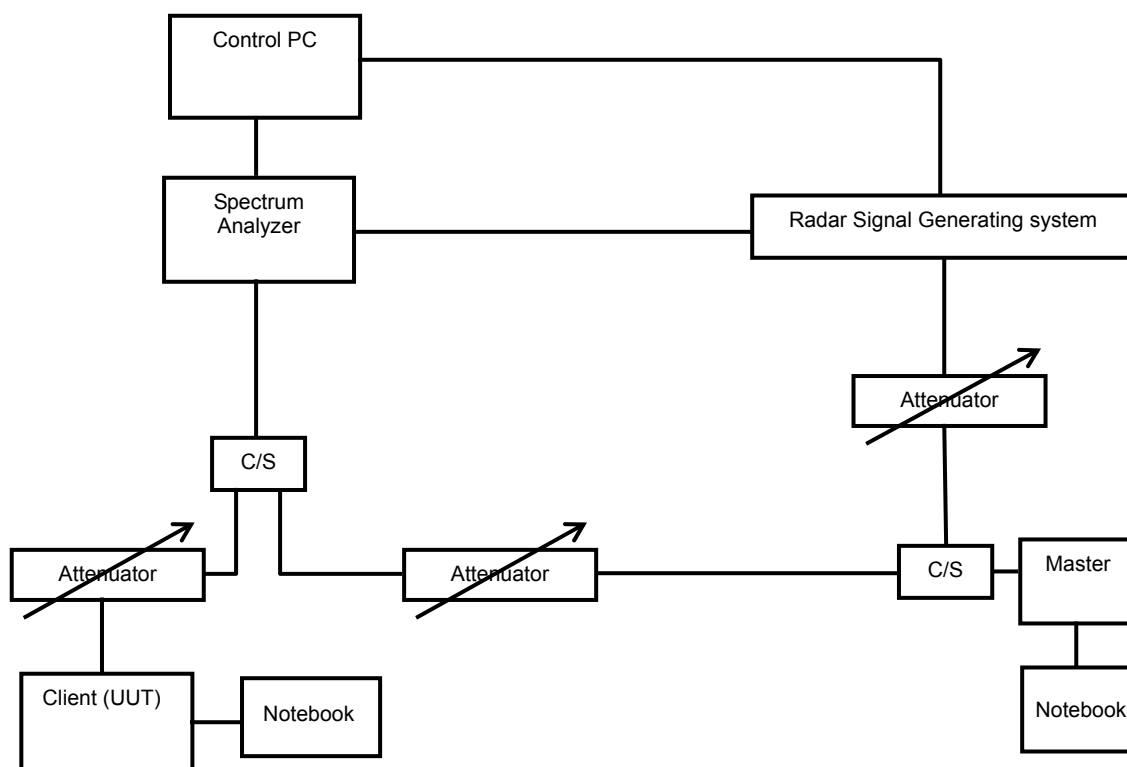 Control PC
Spectrum
Analyzer
Radar Signal Generating system
Attenuator
C/S
Attenuator
Attenuator
C/S
Master
Client (UUT)
Notebook
Notebook